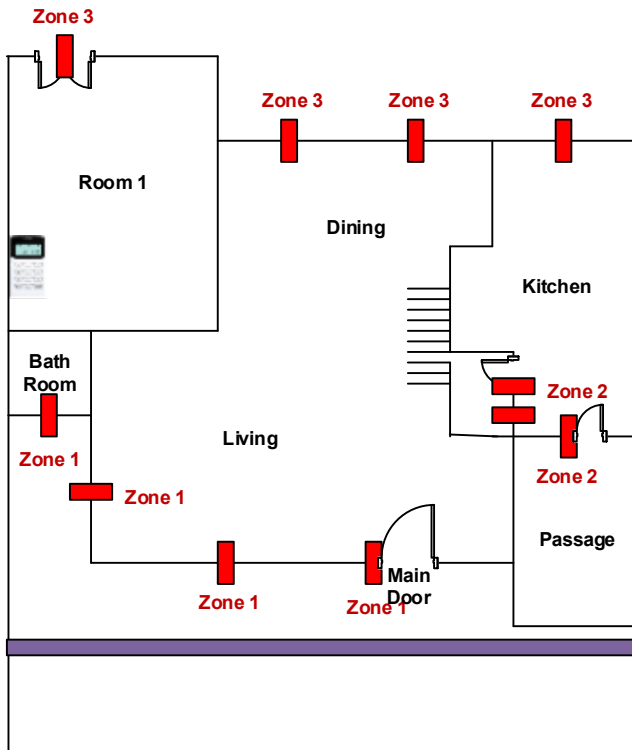 Zone 3
Zone 3
Zone 3
Zone 3
Room 1
Dining
Kitchen
Bath
Room
Zone 2
Living
Zone 1
Zone 2
Zone 1
Passage
Main
Door
Zone 1
Zone 1